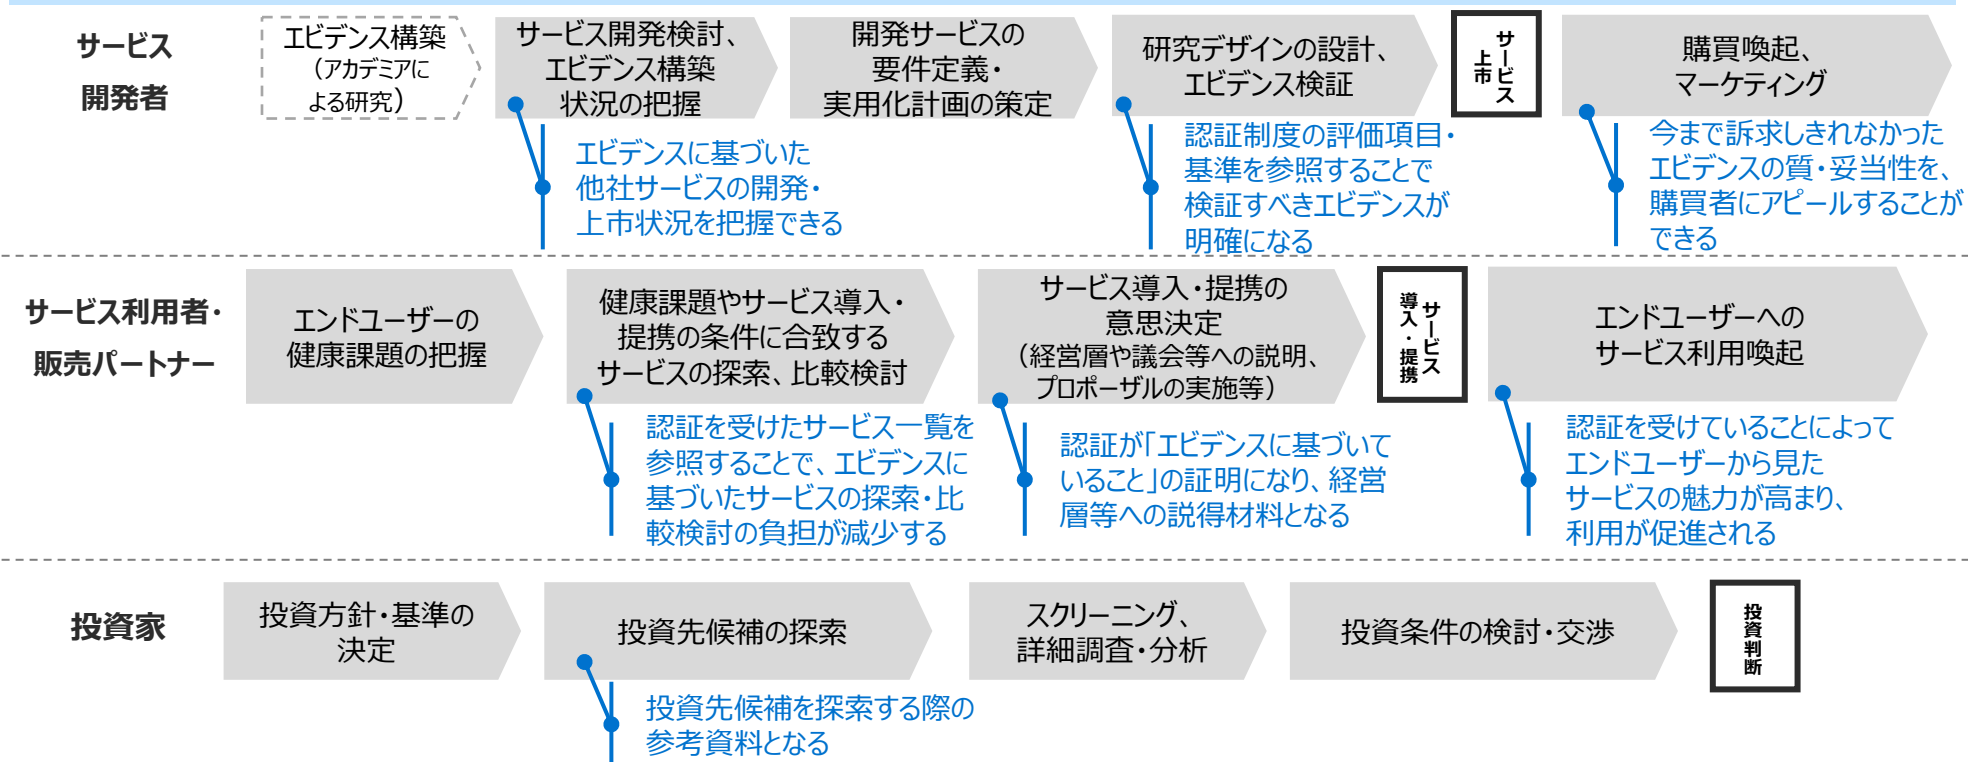 サービス
開発者
エビデンス構築
（アカデミアに
よる研究）
サービス開発検討、
エビデンス構築
状況の把握
開発サービスの
要件定義・
実用化計画の策定
研究デザインの設計、
エビデンス検証
サービス
上市
購買喚起、
マーケティング
エビデンスに基づいた
他社サービスの開発・
上市状況を把握できる
認証制度の評価項目・
基準を参照することで
検証すべきエビデンスが
明確になる
今まで訴求しきれなかった
エビデンスの質・妥当性を、
購買者にアピールすることが
できる
サービス利用者・
販売パートナー
エンドユーザーの
健康課題の把握
健康課題やサービス導入・
提携の条件に合致する
サービスの探索、比較検討
サービス導入・提携の
意思決定
（経営層や議会等への説明、
プロポーザルの実施等）
サービス
導入・提携
エンドユーザーへの
サービス利用喚起
認証を受けたサービス一覧を
参照することで、エビデンスに
基づいたサービスの探索・比
較検討の負担が減少する
認証が「エビデンスに基づいて
いること」の証明になり、経営
層等への説得材料となる
認証を受けていることによって
エンドユーザーから見た
サービスの魅力が高まり、
利用が促進される
投資家
投資方針・基準の
決定
投資先候補の探索
スクリーニング、
詳細調査・分析
投資条件の検討・交渉
投資判断
投資先候補を探索する際の
参考資料となる